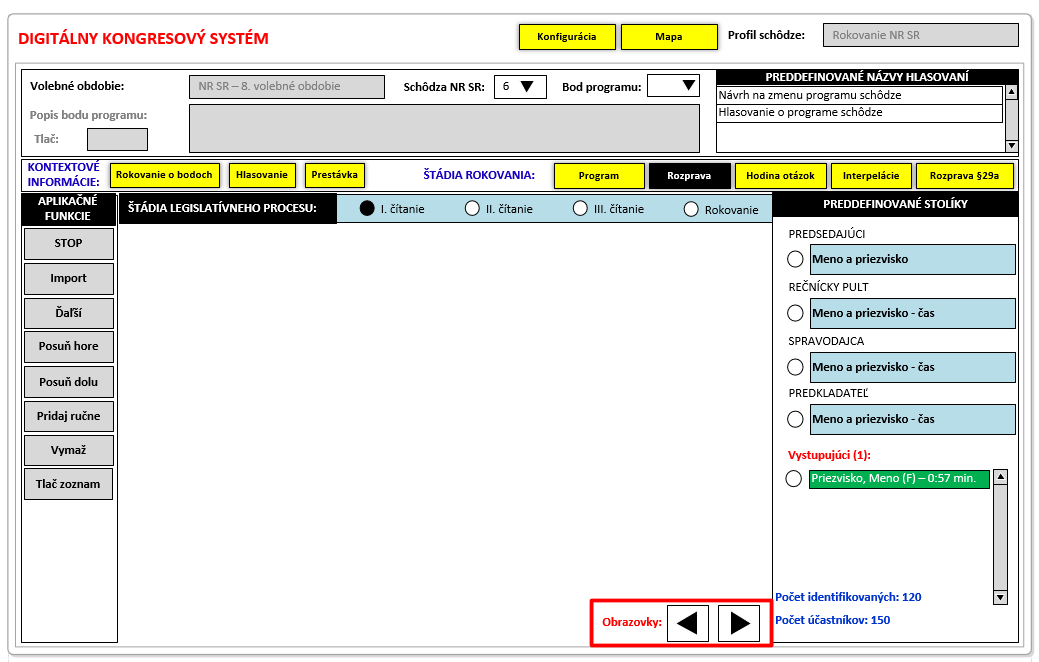 DIGITÁLNY KONGRESOVÝ SYSTÉM
Konfigurácia
Mapa
Profil schôdze:
Rokovanie NR SR
Volebné obdobie:
NR SR – 8. volebné obdobie
Schôdza NR SR:
6
Bod programu:
Popis bodu programu:
Tlač:
PREDDEFINOVANÉ NÁZVY HLASOVANÍ
Návrh na zmenu programu schôdze
Hlasovanie o programe schôdze
KONTEXTOVÉ
INFORMÁCIE:
Rokovanie o bodoch
Hlasovanie
Prestávka
ŠTÁDIA ROKOVANIA:
Program
Rozprava
Hodina otázok
Interpelácie
Rozprava §29a
APLIKAČNÉ
FUNKCIE
STOP
Import
Ďaľší
Posuň hore
Posuň dolu
Pridaj ručne
Vymaž
Tlač zoznam
ŠTÁDIA LEGISLATÍVNEHO PROCESU:
I. čítanie
II. čítanie
III. čítanie
Rokovanie
PREDDEFINOVANÉ STOLÍKY
PREDSEDAJÚCI
Meno a priezvisko
REČNÍCKY PULT
Meno a priezvisko - čas
SPRAVODAJCA
Meno a priezvisko - čas
PREDKLADATEĽ
Meno a priezvisko - čas
Vystupujúci (1):
Priezvisko, Meno (F) – 0:57 min.
Počet identifikovaných: 120
Počet účastníkov: 150
Obrazovky: